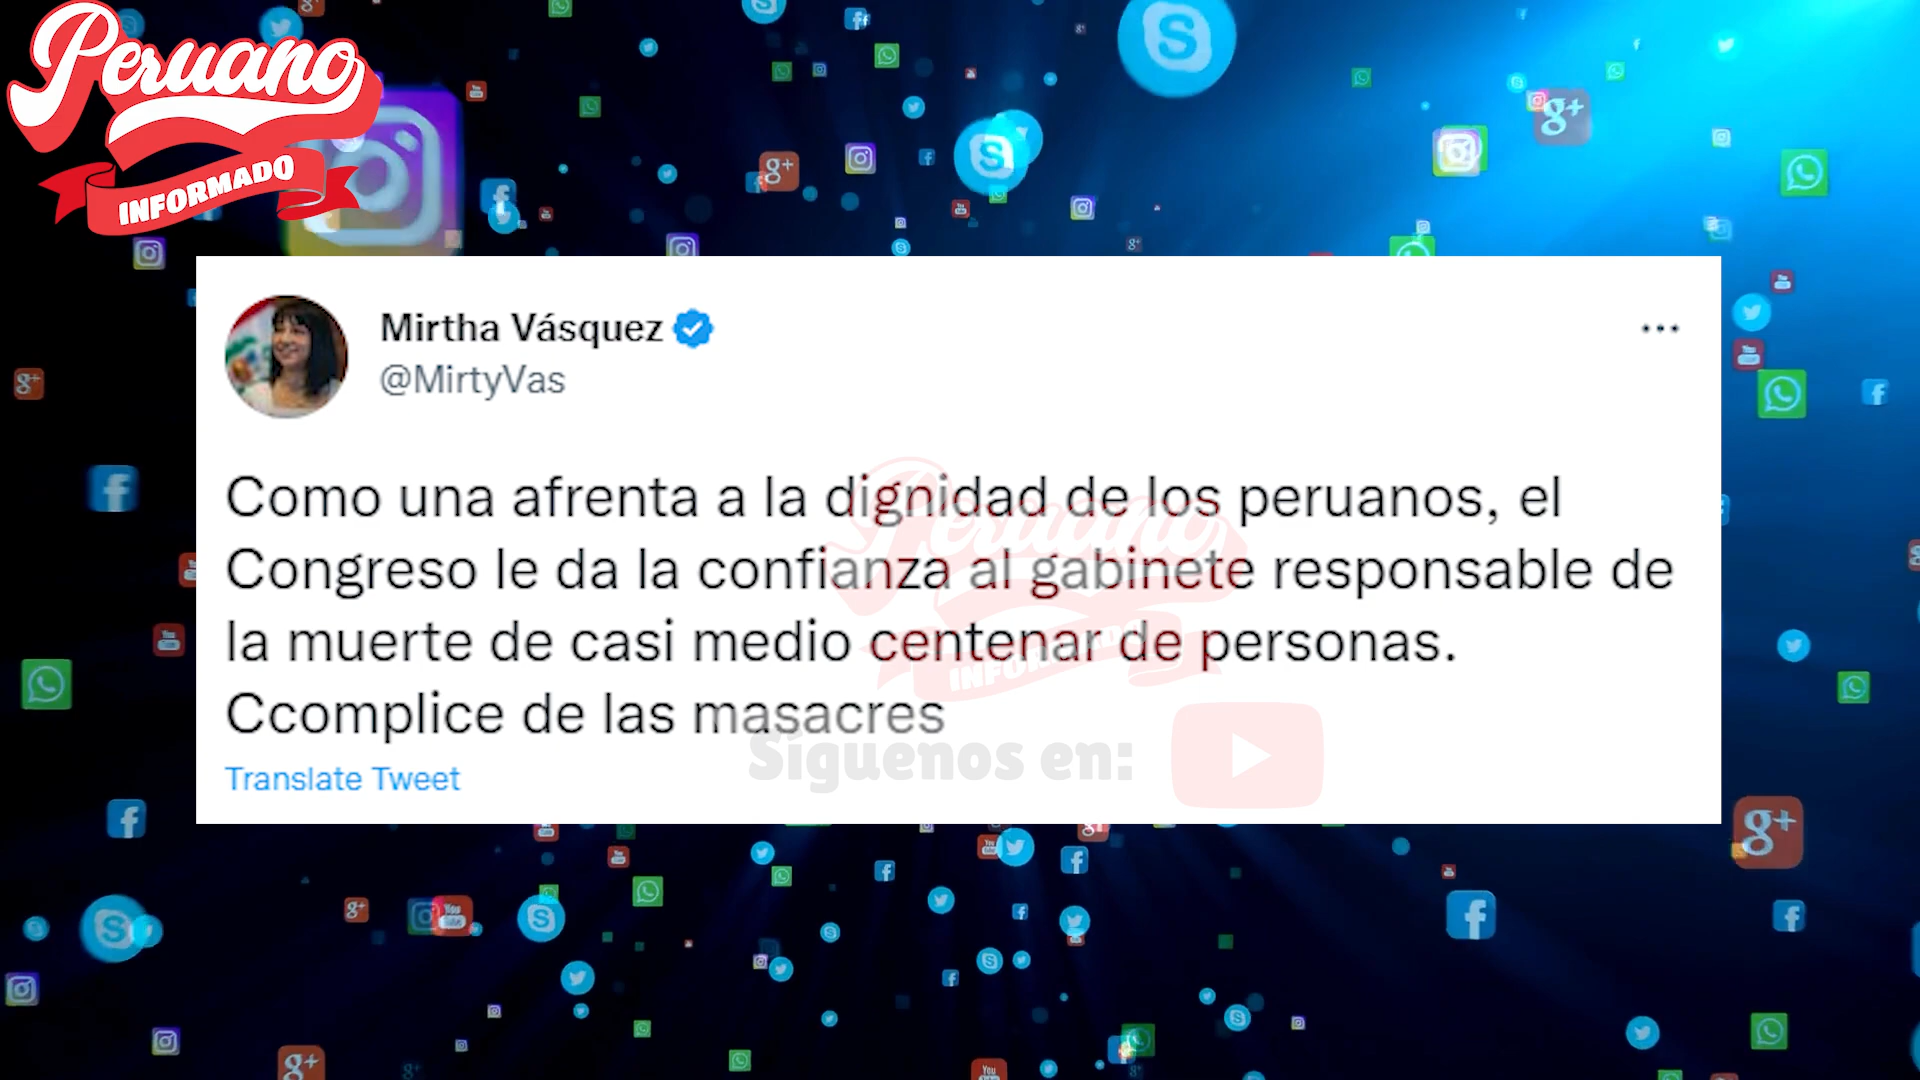 Peruano
INFORMADO
Mirtha Vásquez
@MirtyVas
Como una afrenta a la dignidad de los peruanos, el
Congreso le da la confianza al gabinete responsable de
la muerte de casi medio centenar de personas.
Ccomplice de las masacres
Translate Tweet
Peruano
INFORMADO
Síguenos en: